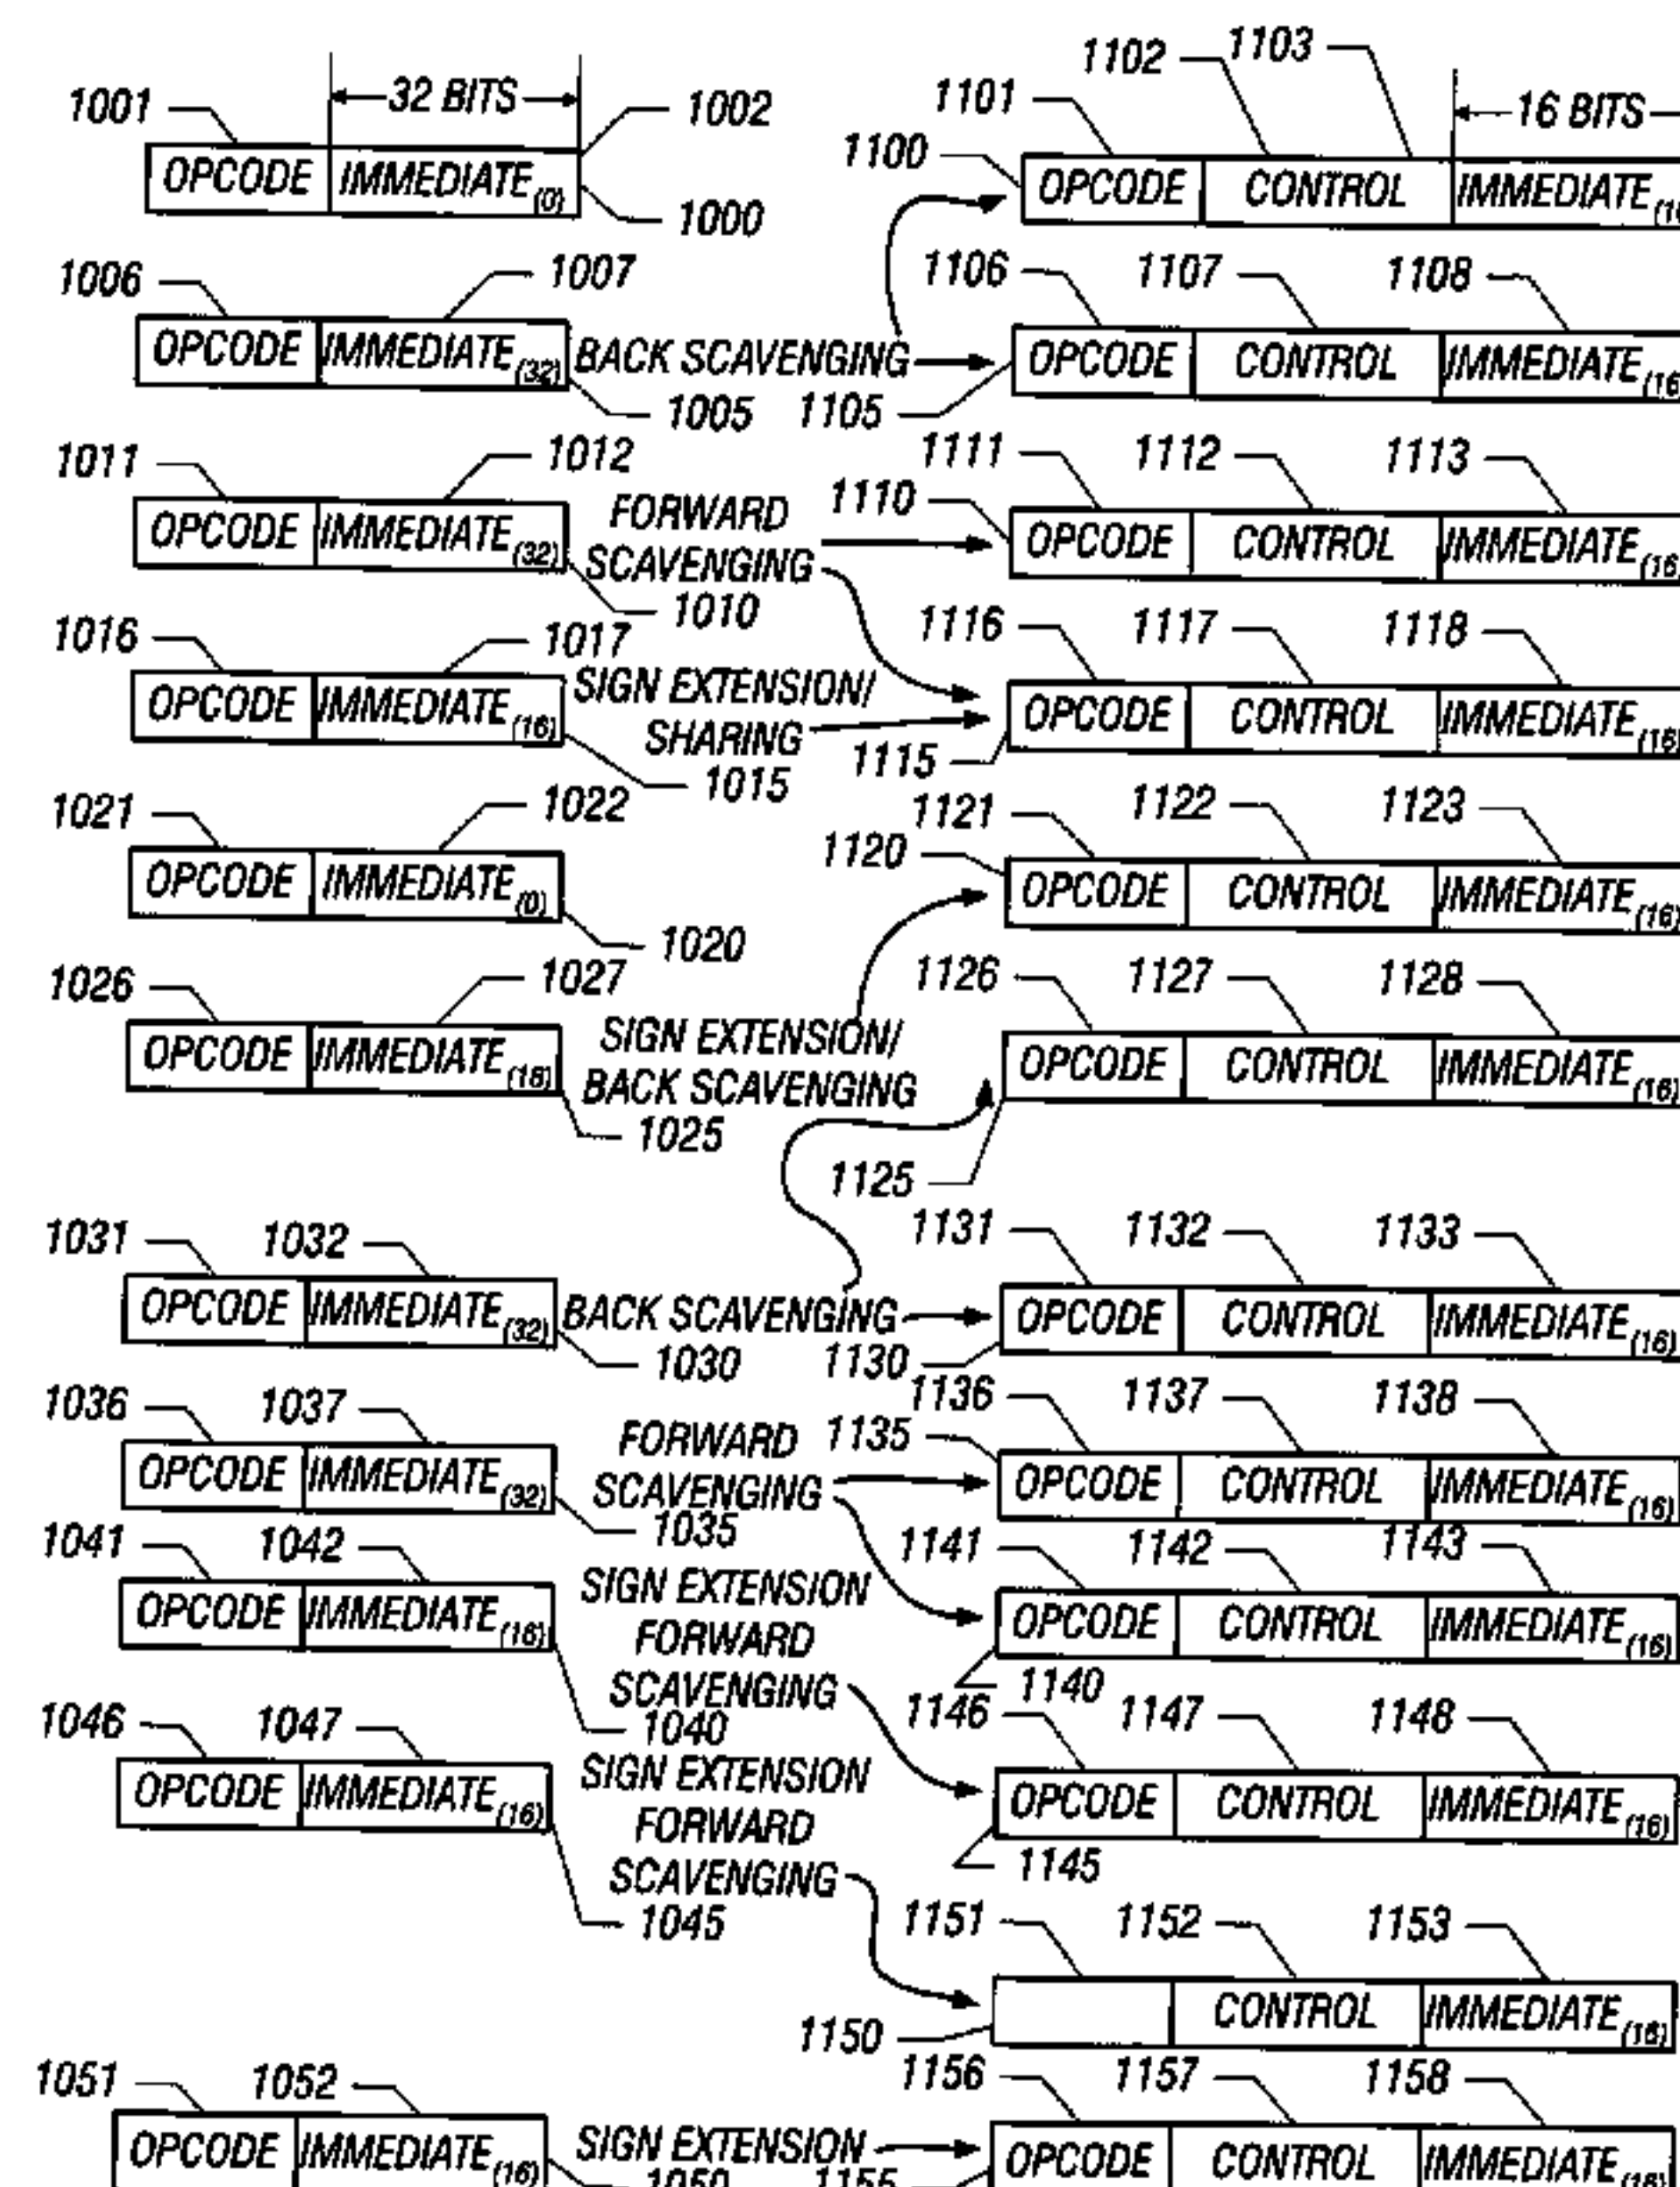 1102 1103
1001 32 BITS 1002 1101 16 BITS
1100
OPCODE IMMEDIATE(0) OPCODE CONTROL IMMEDIATE
1000
1006 1007 1106 1107 1108
OPCODE IMMEDIATE(32) BACK SCAVENGING OPCODE CONTROL IMMEDIATE(16
1005 1105
1011 1012 1111 1112 1113
FORWARD 1110
OPCODE IMMEDIATE(32) SCAVENGING OPCODE CONTROL IMMEDIATE(16
1010
1016 1017 1116 1117 1118
OPCODE IMMEDIATE(16) SIGN EXTENSION/ OPCODE CONTROL IMMEDIATE(16
SHARING
1015 1115
1021 1022 1121 1122 1123
1120
OPCODE IMMEDIATE(0) OPCODE CONTROL IMMEDIATE(16)
1020
1026 1027 1126 1127 1128
SIGN EXTENSION/
OPCODE IMMEDIATE(16) BACK SCAVENGING OPCODE CONTROL IMMEDIATE(16)
1025
1125
1031 1032 1131 1132 1133
OPCODE IMMEDIATE(32) BACK SCAVENGING OPCODE CONTROL IMMEDIATE(16)
1030 1130
1036 1037 1136 1137 1138
FORWARD 1135
OPCODE IMMEDIATE(32) SCAVENGING OPCODE CONTROL IMMEDIATE(16)
1035
1041 1042 1141 1142 1143
SIGN EXTENSION
OPCODE IMMEDIATE(16) FORWARD OPCODE CONTROL IMMEDIATE(16)
SCAVENGING 1140
1040
1046 1047 1146 1147 1148
SIGN EXTENSION
OPCODE IMMEDIATE(16) FORWARD OPCODE CONTROL IMMEDIATE(16)
SCAVENGING 1145
1045 1151 1152 1153
CONTROL IMMEDIATE(16)
1150
1051 1052 1156 1157 1158
OPCODE IMMEDIATE(16) SIGN EXTENSION OPCODE CONTROL IMMEDIATE(16)
1050 1155